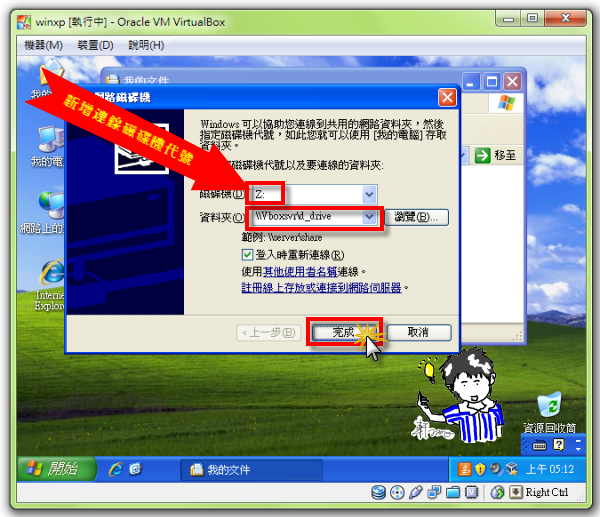 winxp [執行中] - Oracle VM VirtualBox
機器(M) 裝置(D) 說明(H)
我的文件
網路磁碟機
新增連線磁碟機代號
Windows 可以協助您連線到共用的網路資料夾，然後
指定磁碟機代號，如此您就可以使用 [我的電腦] 存取
資料夾。
磁碟機代號以及要連線的資料夾:
磁碟機(D)
Z:
資料夾(O)
\\Vboxsvr\d_drive
瀏覽(B)...
範例: \\server\share
登入時重新連線(R)
使用其他使用者名稱連線。
註冊線上存放或連接到網路伺服器。
<上一步(B)
完成
取消
移至
我的電
網路上的
Interne
Explor
資源回收筒
開始
我的文件
上午 05:12
Right Ctrl